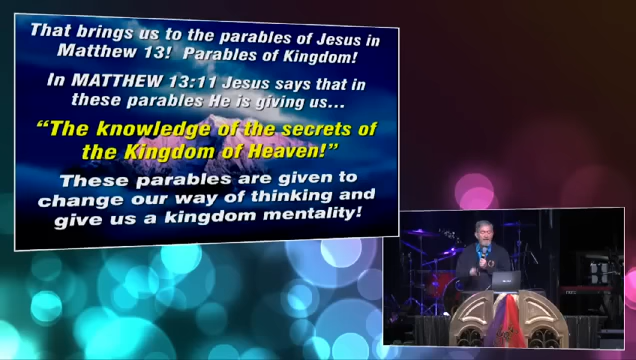 That brings us to the parables of Jesus in
Matthew 13! Parables of Kingdom!
In MATTHEW 13:11 Jesus says that in
these parables He is giving us...
“The knowledge of the secrets of
the Kingdom of Heaven!”
These parables are given to
change our way of thinking and
give us a kingdom mentality!